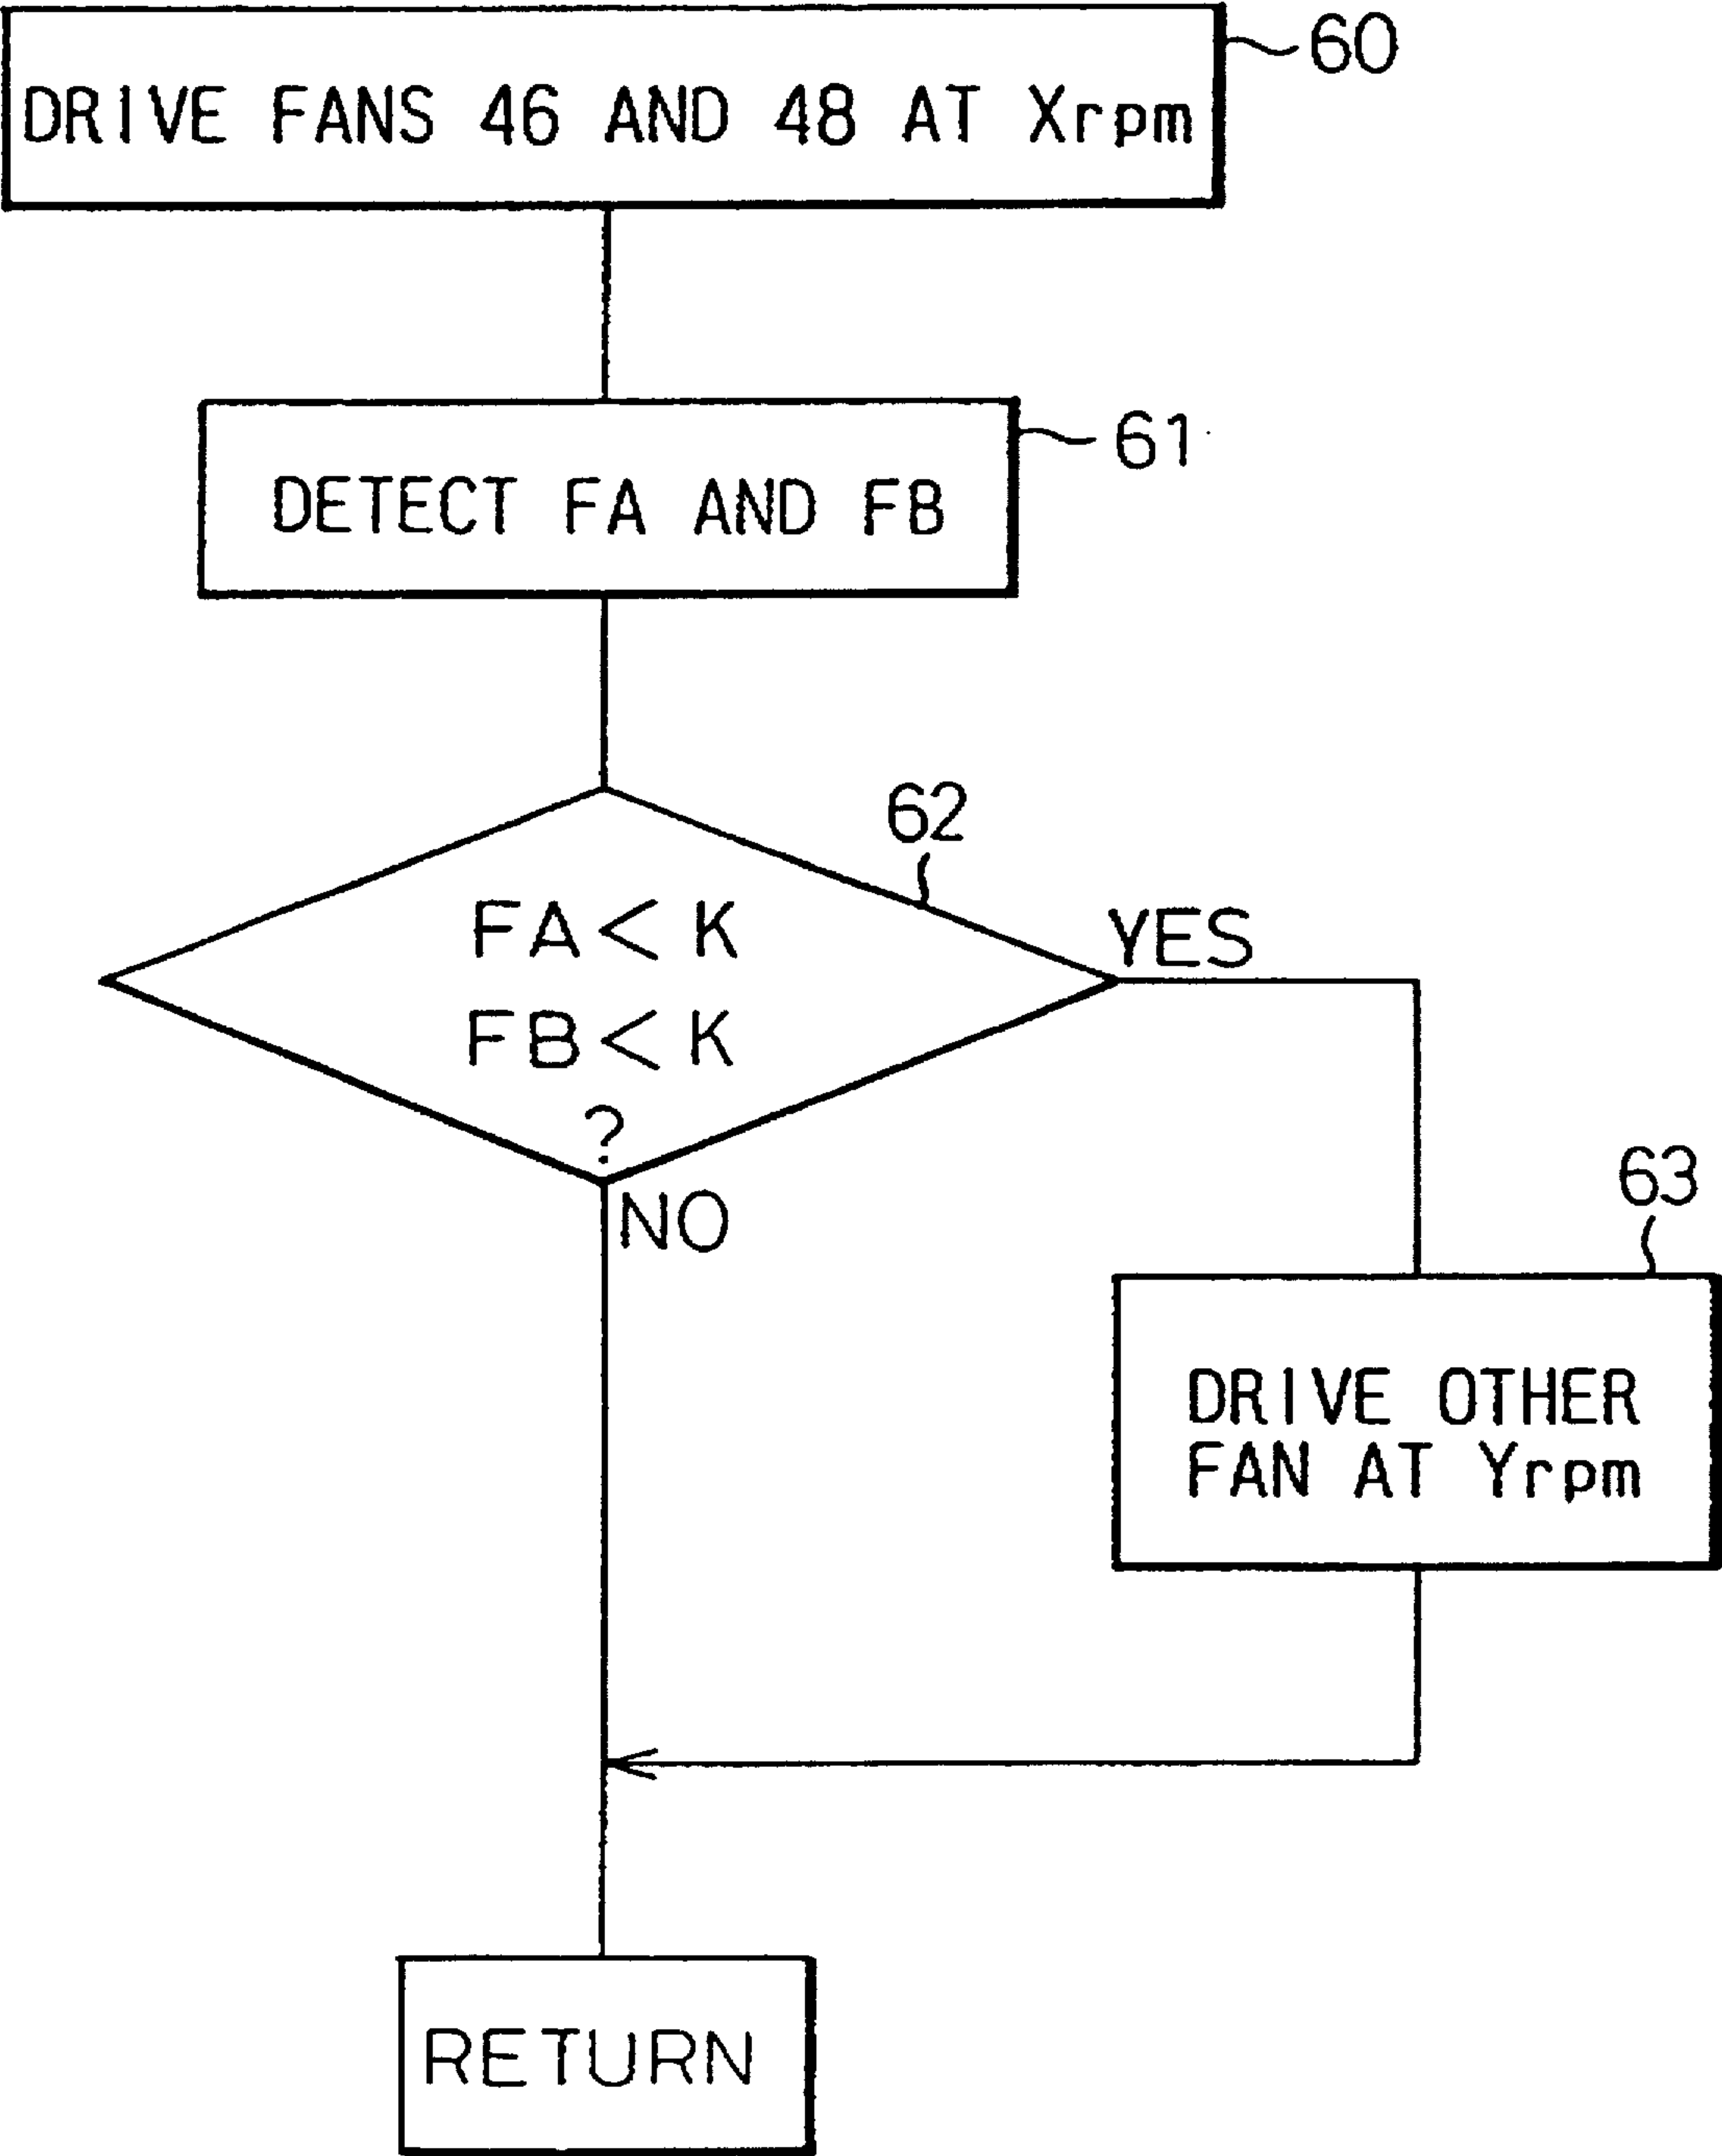 60
DRIVE FANS 46 AND 48 AT Xrpm
61
DETECT FA AND FB
62
FA < K
FB < K
?
YES
NO
63
DRIVE OTHER
FAN AT Yrpm
RETURN